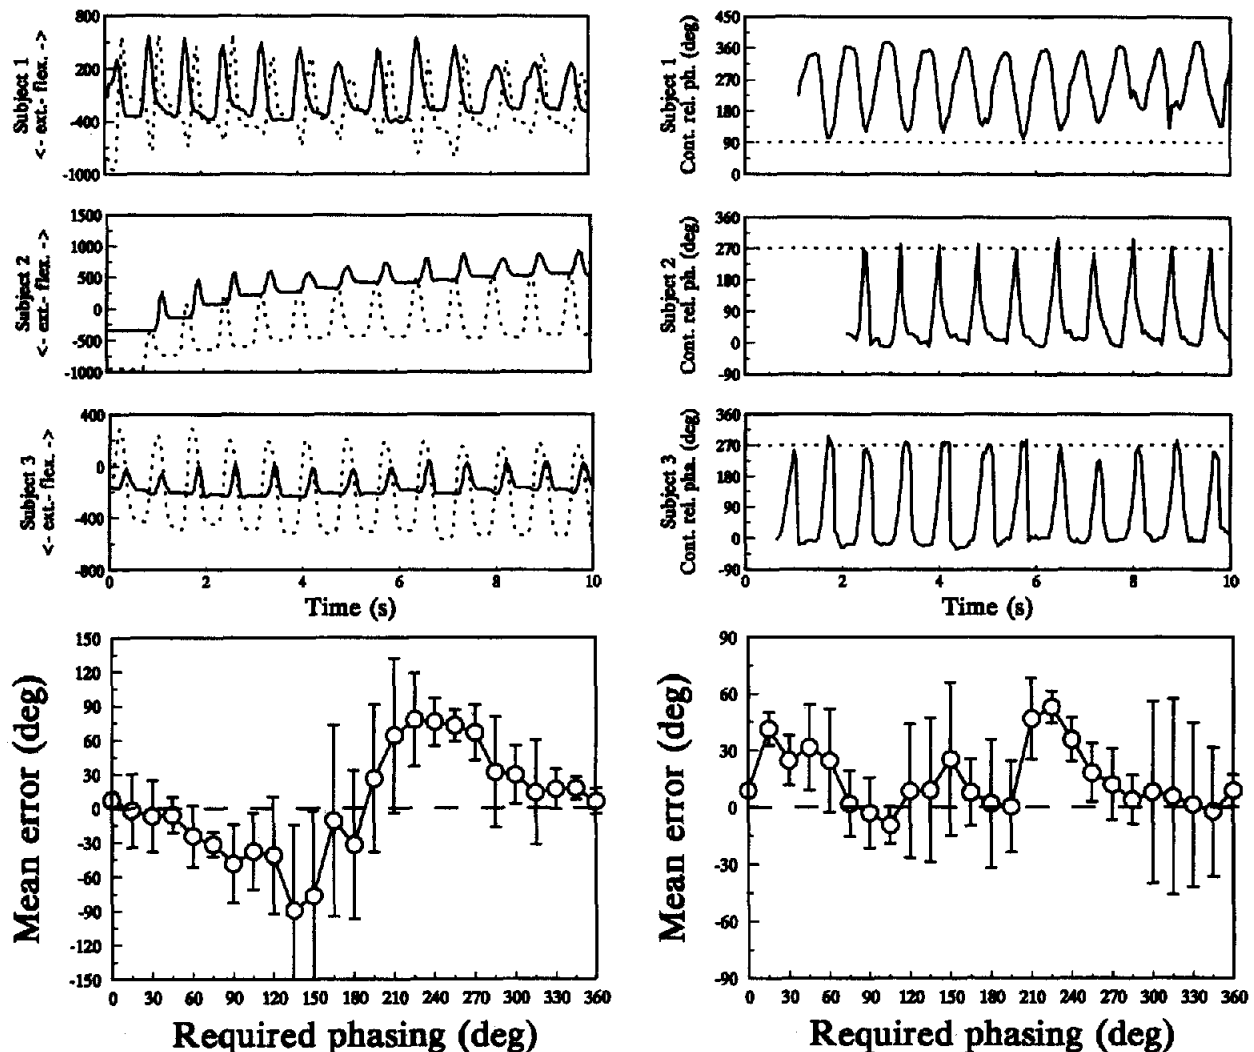 Subject 1
<- ext.- flex. ->
800
200
-400
-1000
Subject 2
<- ext.- flex. ->
1500
1000
500
0
-500
-1000
Subject 3
<- ext.- flex. ->
400
0
-400
-800
0 2 4 6 8 10
Time (s)
Subject 1
Cont. rel. ph. (deg)
450
360
270
180
90
0
Subject 2
Cont. rel. ph. (deg)
360
270
180
90
0
-90
Subject 3
Cont. rel. pha. (deg)
360
270
180
90
0
-90
0 2 4 6 8 10
Time (s)
Mean error (deg)
150
120
90
60
30
0
-30
-60
-90
-120
-150
0 30 60 90 120 150 180 210 240 270 300 330 360
Required phasing (deg)
Mean error (deg)
90
60
30
0
-30
-60
-90
0 30 60 90 120 150 180 210 240 270 300 330 360
Required phasing (deg)